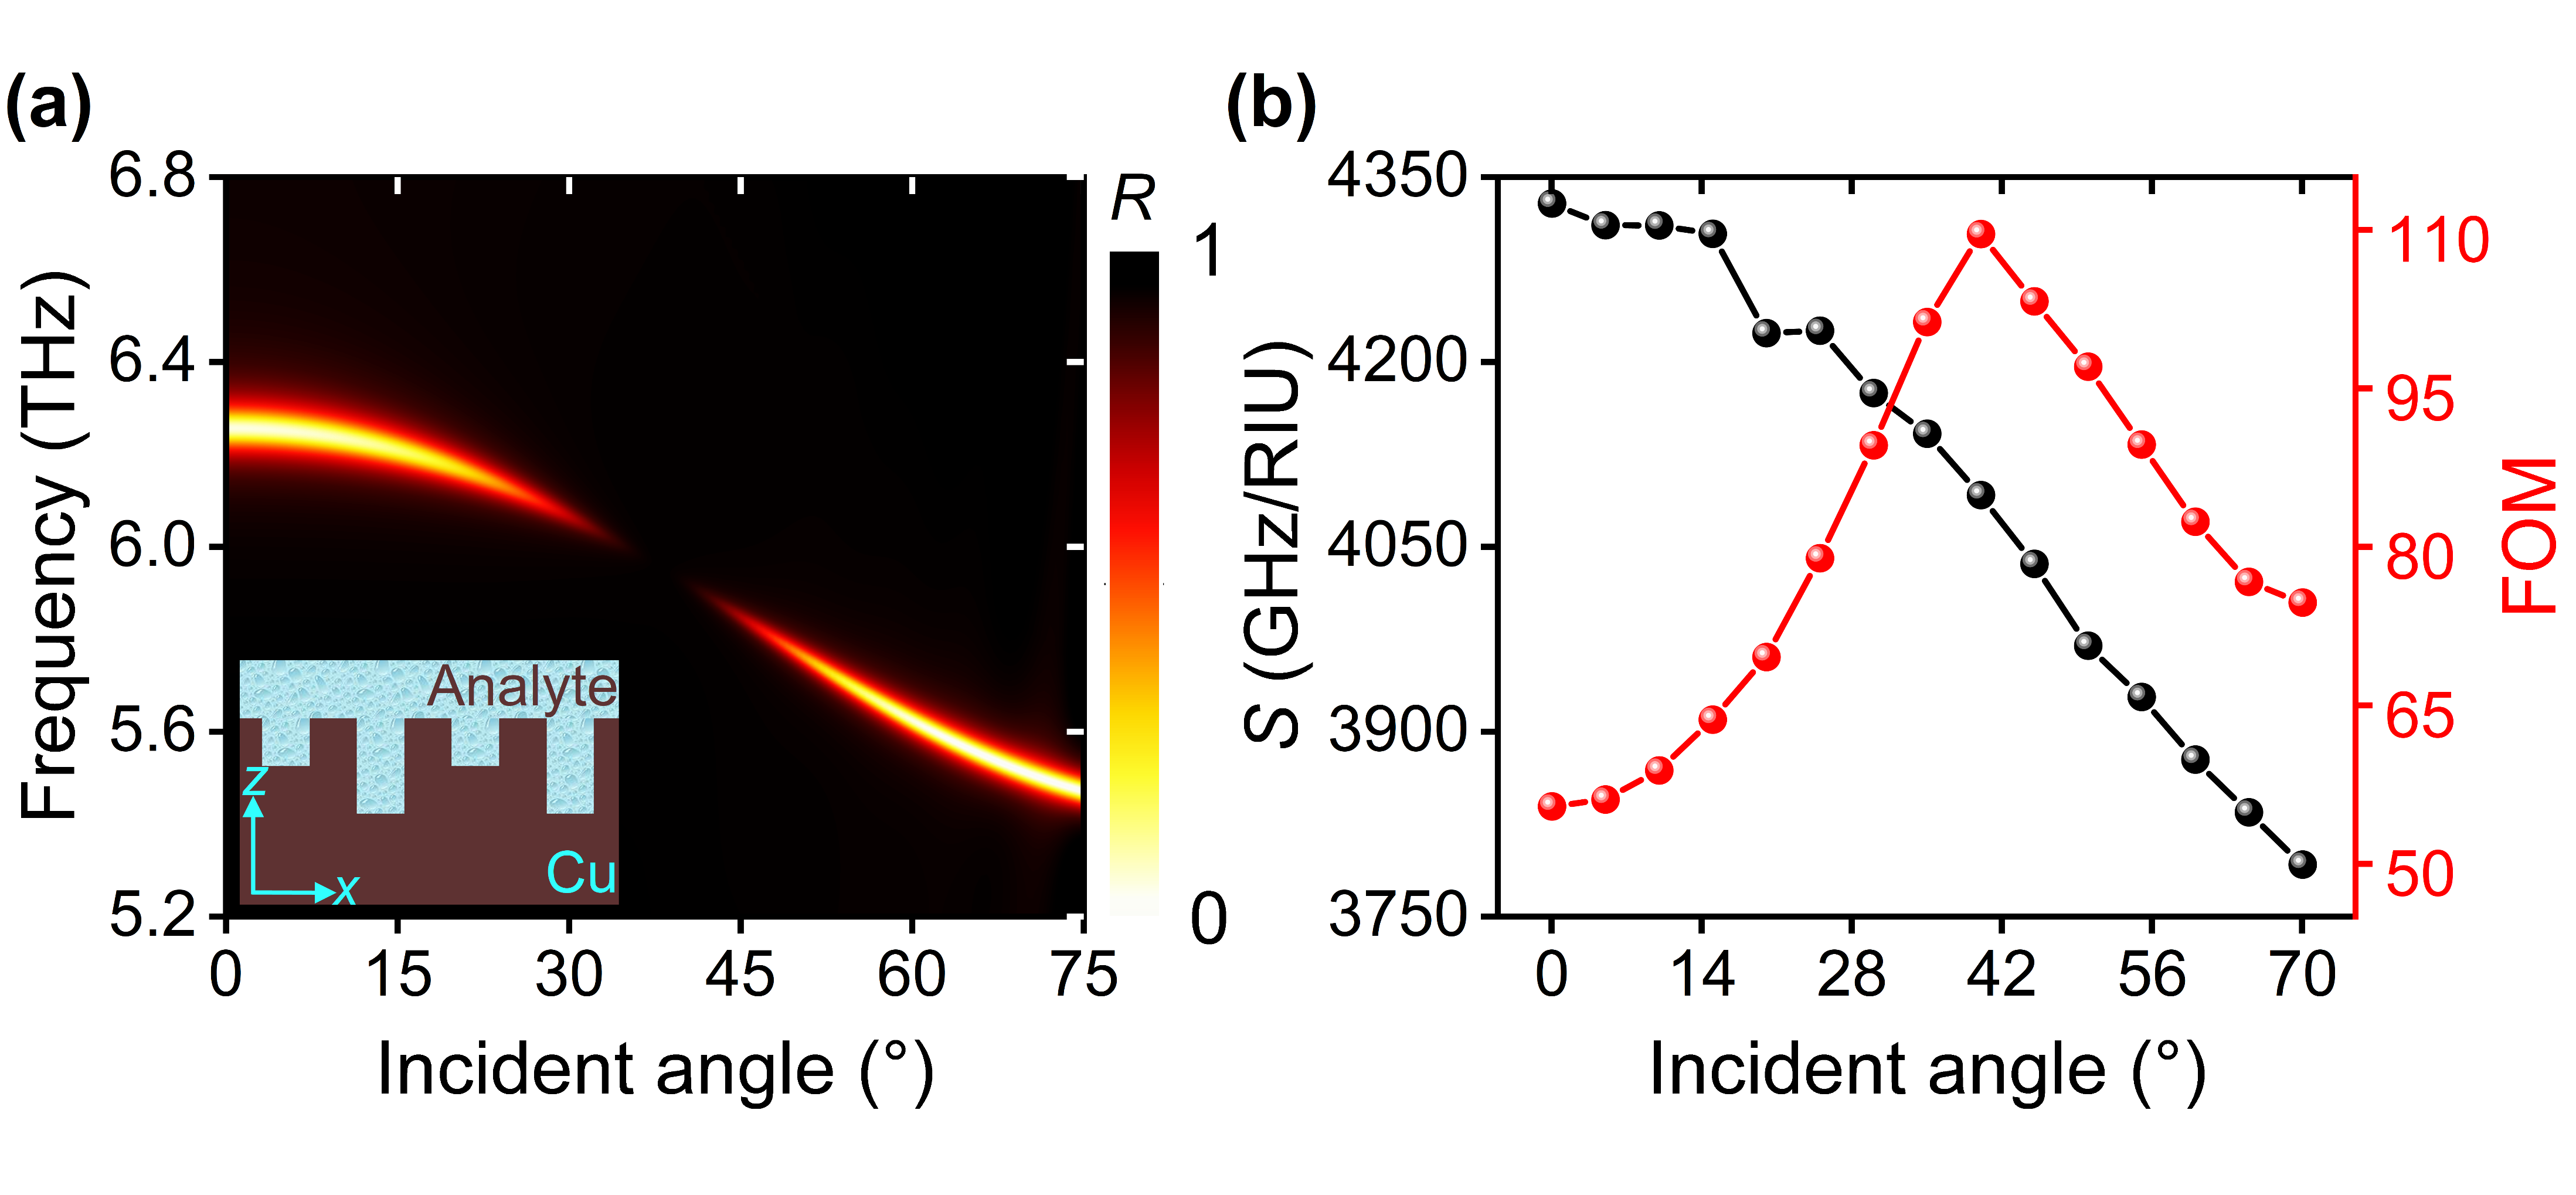 (a)
6.8
6.4
6.0
5.6
5.2
Frequency (THz)
0 15 30 45 60 75
Incident angle (°)
Analyte
z
x
Cu
R
1
0
(b)
4350
4200
4050
3900
3750
S (GHz/RIU)
0 14 28 42 56 70
Incident angle (°)
110
95
80
65
50
FOM